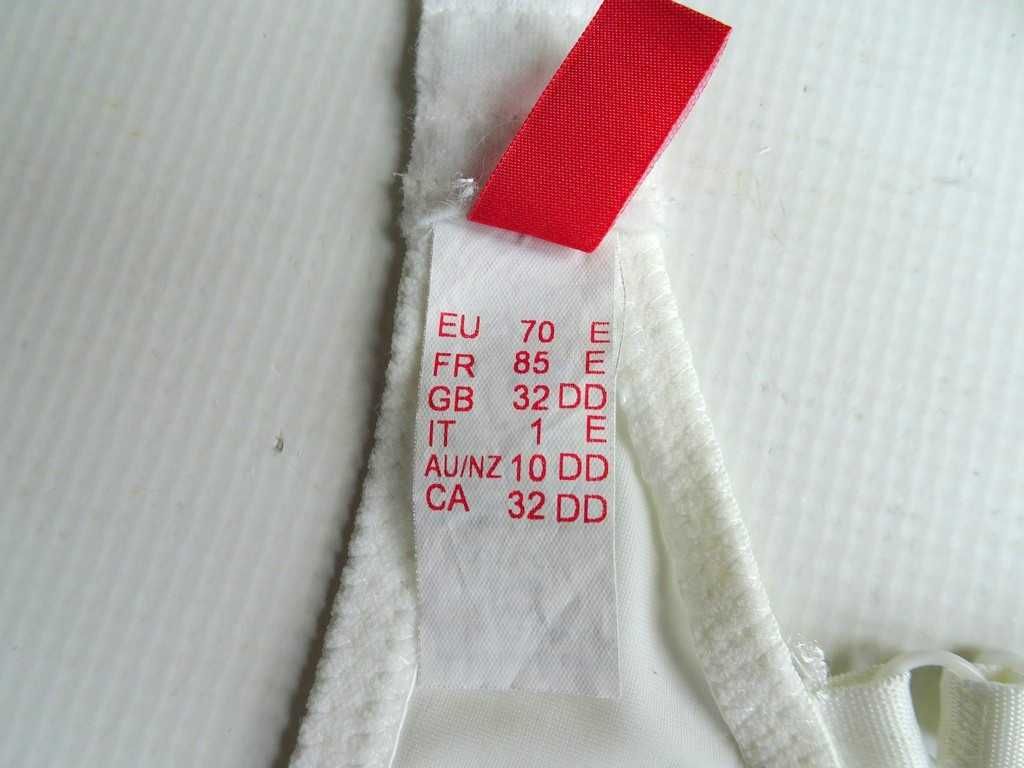 EU 70 E
FR 85 E
GB 32 DD
IT 1 E
AU/NZ 10 DD
CA 32 DD